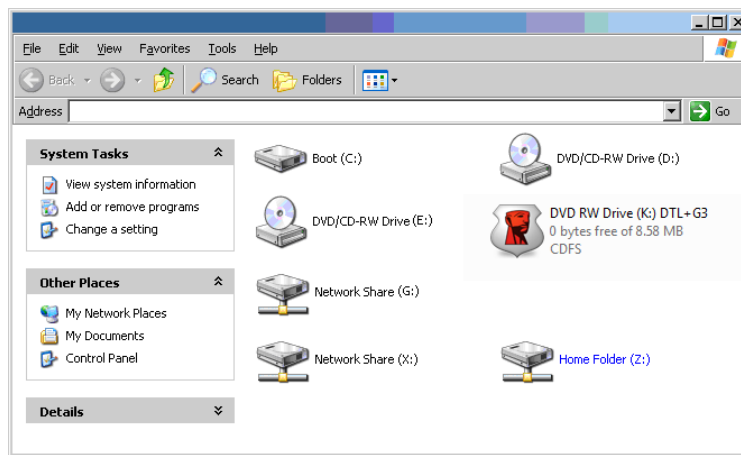 File Edit View Favorites Tools Help
Back Search Folders
Address Go
System Tasks
View system information
Add or remove programs
Change a setting
Other Places
My Network Places
My Documents
Control Panel
Details
Boot (C:)
DVD/CD-RW Drive (D:)
DVD/CD-RW Drive (E:)
DVD RW Drive (K:) DTL+G3
0 bytes free of 8.58 MB
CDFS
Network Share (G:)
Network Share (X:)
Home Folder (Z:)